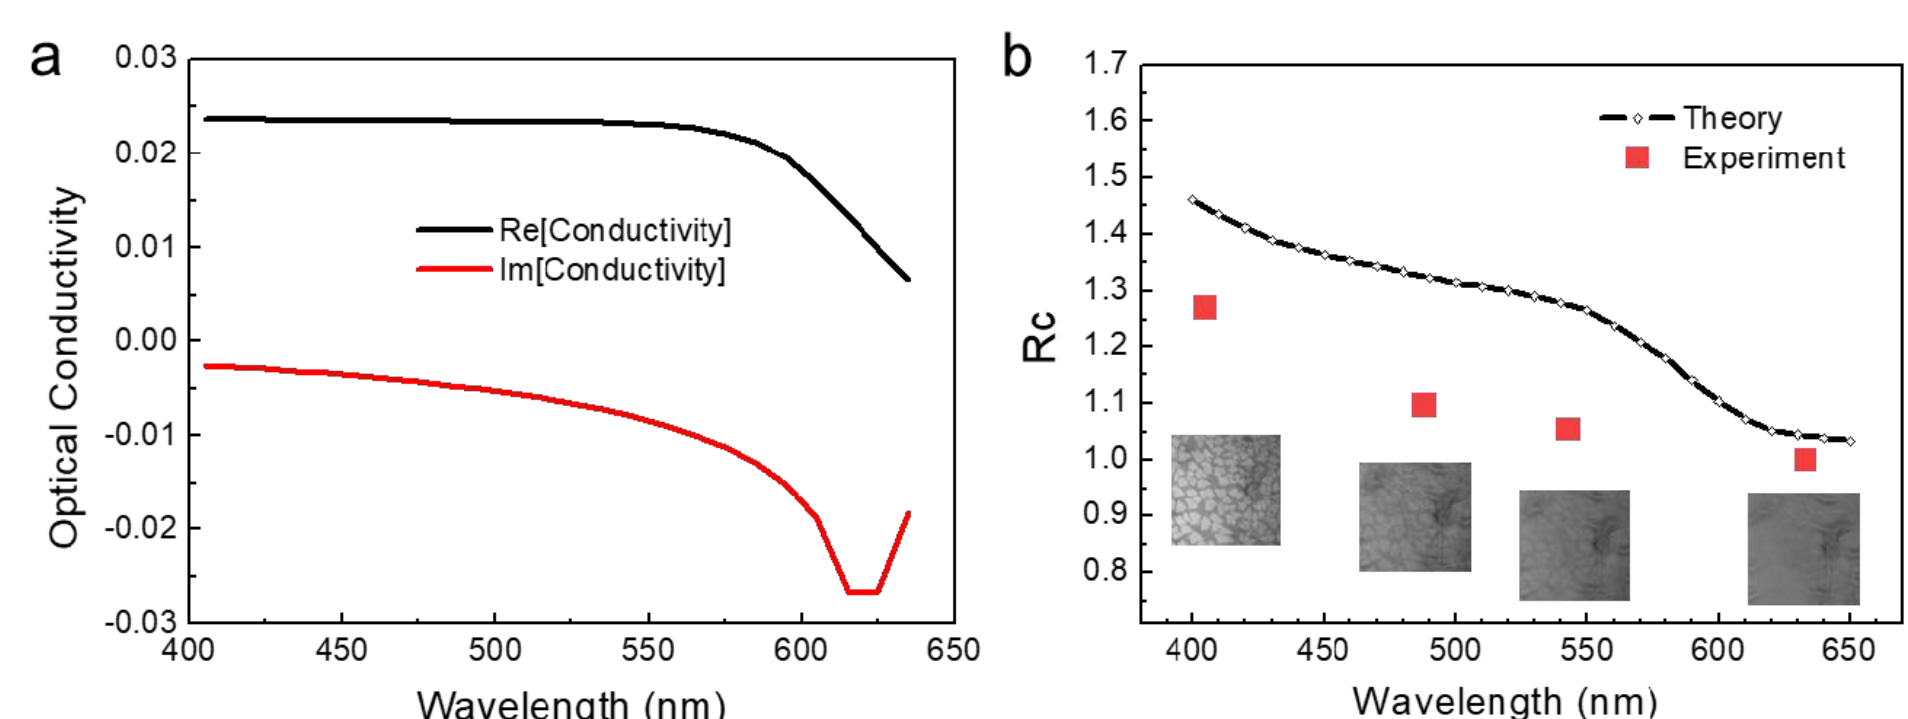 a
0.03
0.02
0.01
0.00
-0.01
-0.02
-0.03
Optical Conductivity
Re[Conductivity]
Im[Conductivity]
400 450 500 550 600 650
Wavelength (nm)
b
1.7
1.6
1.5
1.4
1.3
1.2
1.1
1.0
0.9
0.8
Rc
Theory
Experiment
400 450 500 550 600 650
Wavelength (nm)